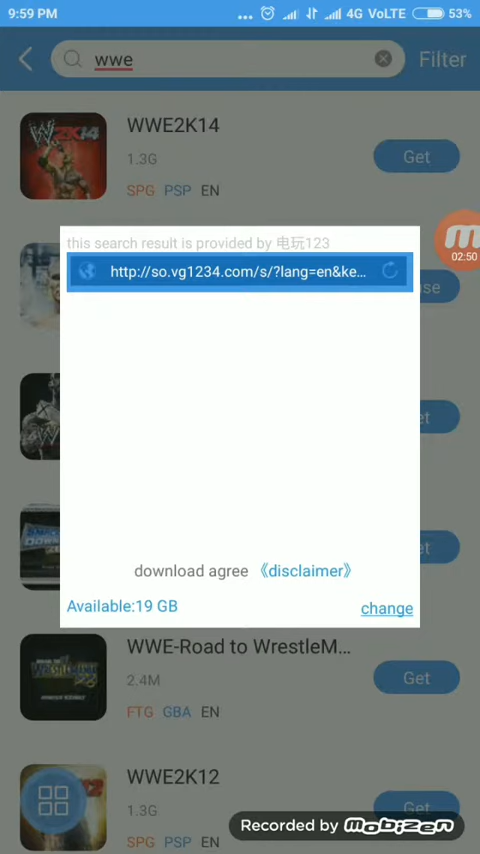 9:59 PM
4G VoLTE 53%
wwe
Filter
WWE2K14
1.3G
Get
SPG PSP EN
this search result is provided by 电玩123
02:50
http://so.vg1234.com/s/?lang=en&ke...
download agree 《disclaimer》
Available:19 GB
change
WWE-Road to WrestleM...
2.4M
Get
FTG GBA EN
WWE2K12
1.3G
Get
SPG PSP EN
Recorded by mobizen